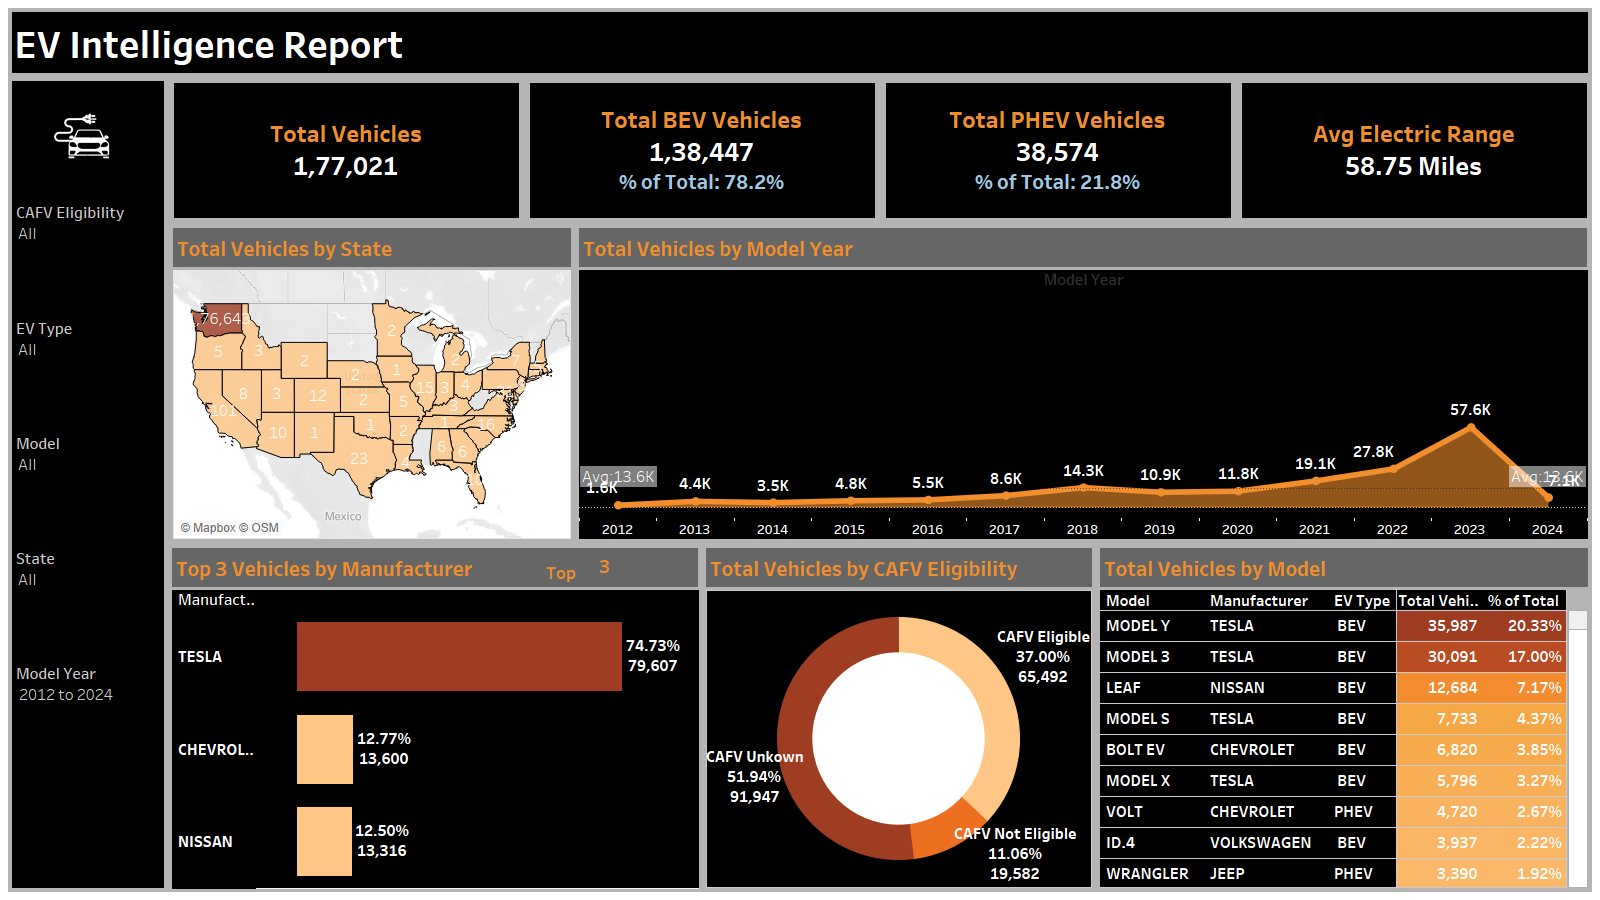 EV Intelligence Report
CAFV Eligibility
All
EV Type
All
Model
All
State
All
Model Year
2012 to 2024
Total Vehicles
1,77,021
Total BEV Vehicles
1,38,447
% of Total: 78.2%
Total PHEV Vehicles
38,574
% of Total: 21.8%
Avg Electric Range
58.75 Miles
Total Vehicles by State
76,64
5
3
2
2
2
1
2
7
101
8
3
12
2
5
15
3
4
3
10
1
1
2
1
16
23
4
6
6
Mexico
© Mapbox © OSM
Total Vehicles by Model Year
Model Year
Avg:13.6K
1.6K
4.4K
3.5K
4.8K
5.5K
8.6K
14.3K
10.9K
11.8K
19.1K
27.8K
57.6K
Avg:13.6K
7.1K
2012 2013 2014 2015 2016 2017 2018 2019 2020 2021 2022 2023 2024
Top 3 Vehicles by Manufacturer Top 3
Manufact..
TESLA
74.73%
79,607
CHEVROL..
12.77%
13,600
NISSAN
12.50%
13,316
Total Vehicles by CAFV Eligibility
CAFV Eligible
37.00%
65,492
CAFV Unkown
51.94%
91,947
CAFV Not Eligible
11.06%
19,582
Total Vehicles by Model
Model Manufacturer EV Type Total Vehi.. % of Total
MODEL Y TESLA BEV 35,987 20.33%
MODEL 3 TESLA BEV 30,091 17.00%
LEAF NISSAN BEV 12,684 7.17%
MODEL S TESLA BEV 7,733 4.37%
BOLT EV CHEVROLET BEV 6,820 3.85%
MODEL X TESLA BEV 5,796 3.27%
VOLT CHEVROLET PHEV 4,720 2.67%
ID.4 VOLKSWAGEN BEV 3,937 2.22%
WRANGLER JEEP PHEV 3,390 1.92%